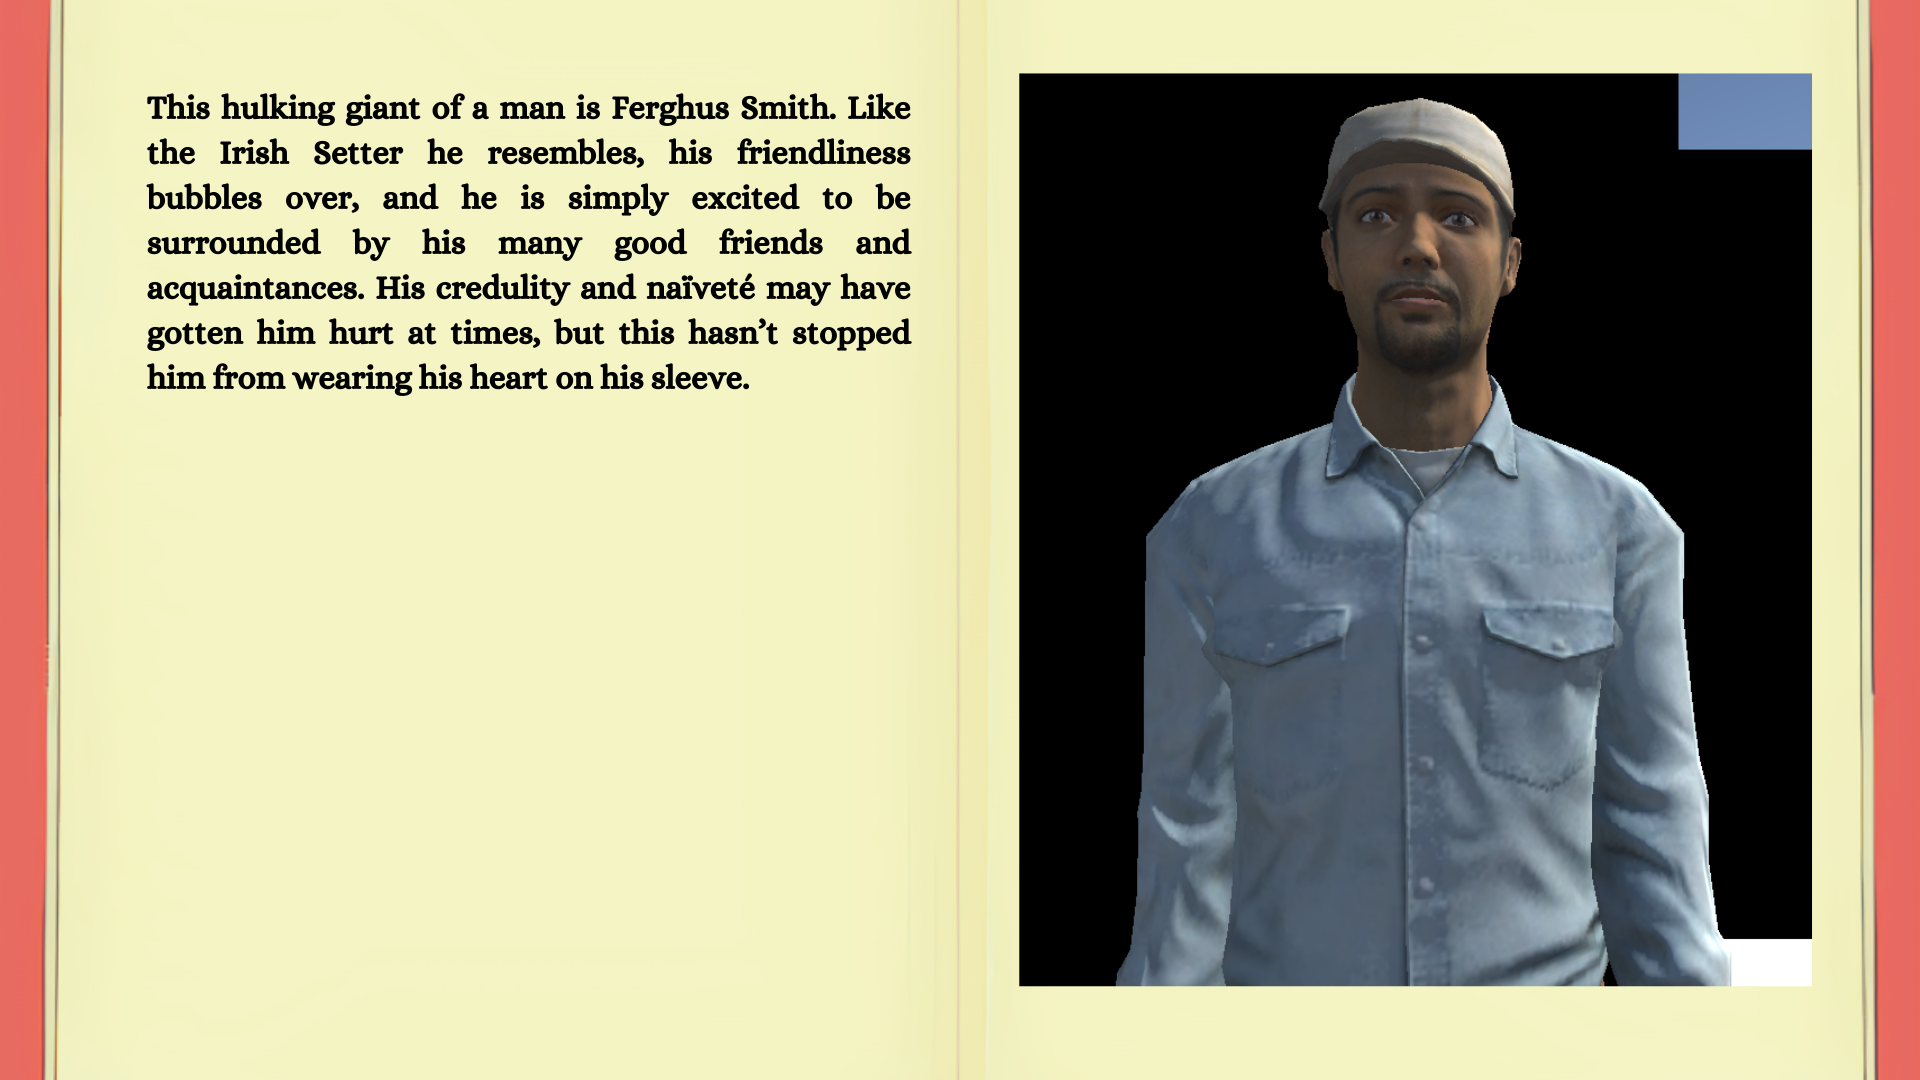 This hulking giant of a man is Ferghus Smith. Like
the Irish Setter he resembles, his friendliness
bubbles over, and he is simply excited to be
surrounded by his many good friends and
acquaintances. His credulity and naïveté may have
gotten him hurt at times, but this hasn’t stopped
him from wearing his heart on his sleeve.